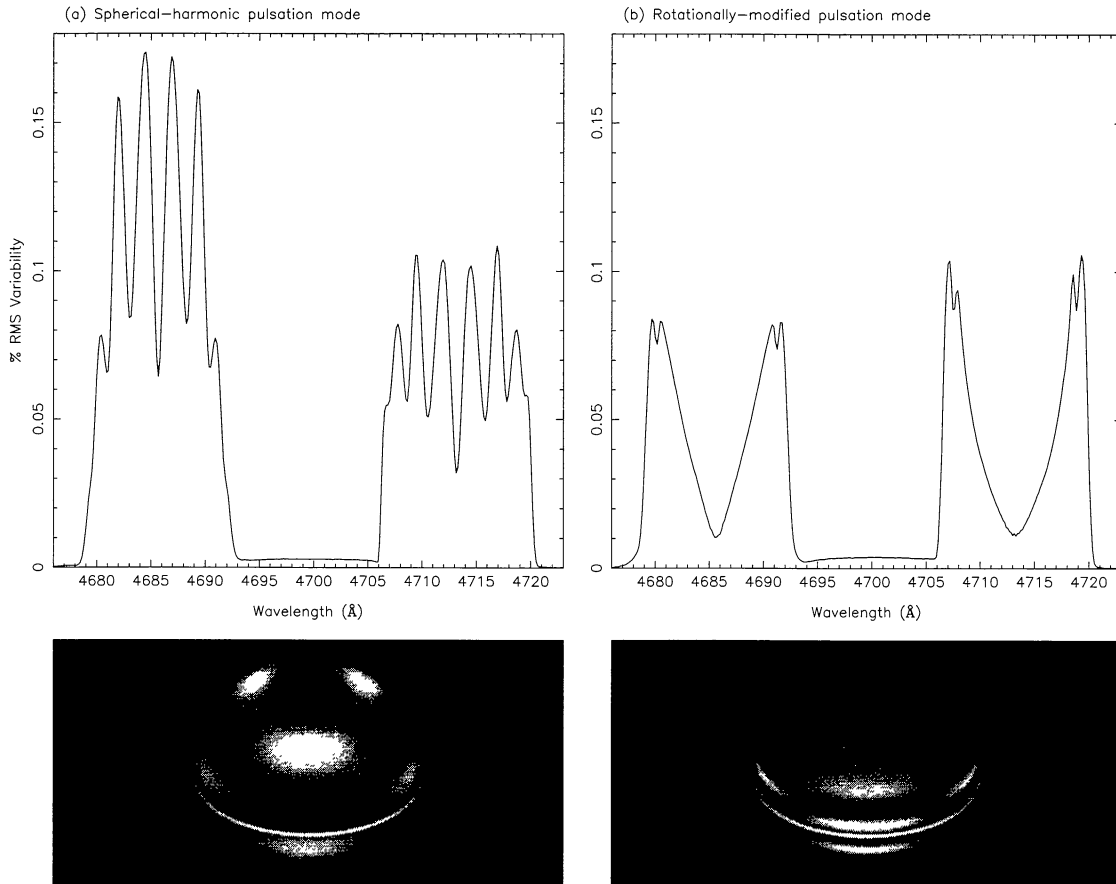 (a) Spherical–harmonic pulsation mode
% RMS Variability
0.15
0.1
0.05
0
4680 4685 4690 4695 4700 4705 4710 4715 4720
Wavelength (Å)
(b) Rotationally–modified pulsation mode
0.15
0.1
0.05
0
4680 4685 4690 4695 4700 4705 4710 4715 4720
Wavelength (Å)